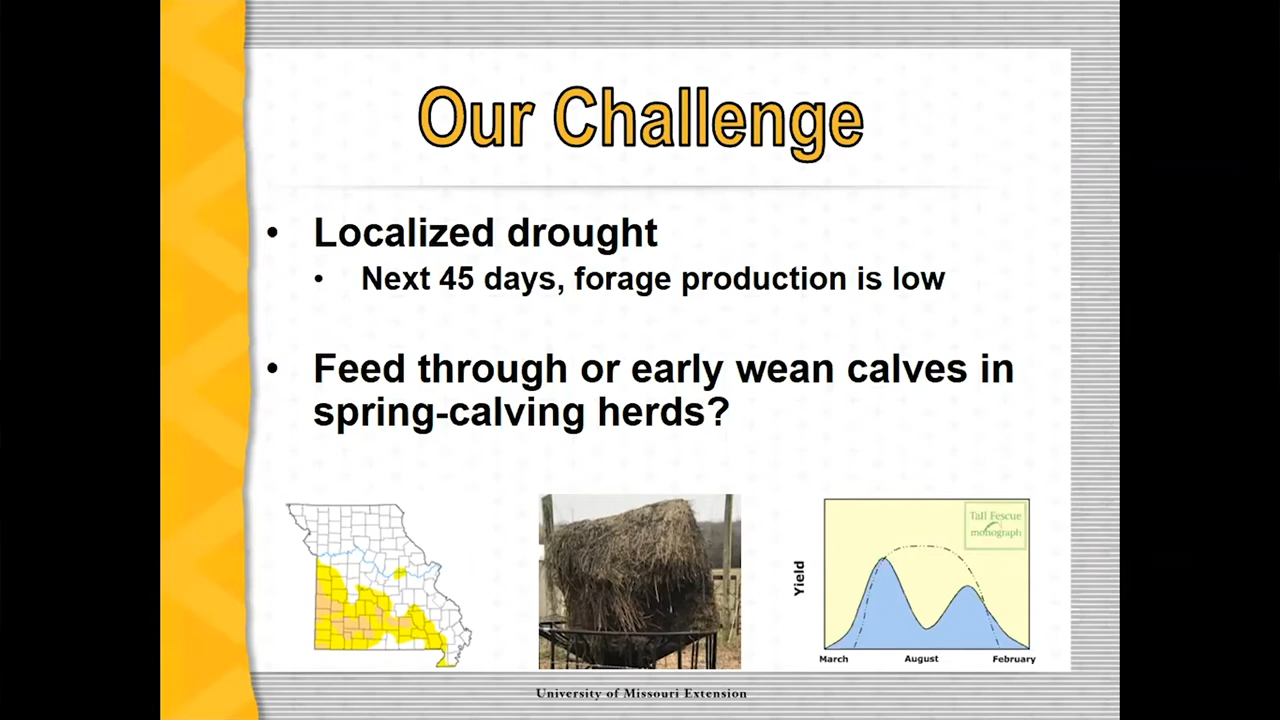 Our Challenge
• Localized drought
• Next 45 days, forage production is low
• Feed through or early wean calves in
spring-calving herds?
Tall Fescue
monograph
Yield
March August February
University of Missouri Extension